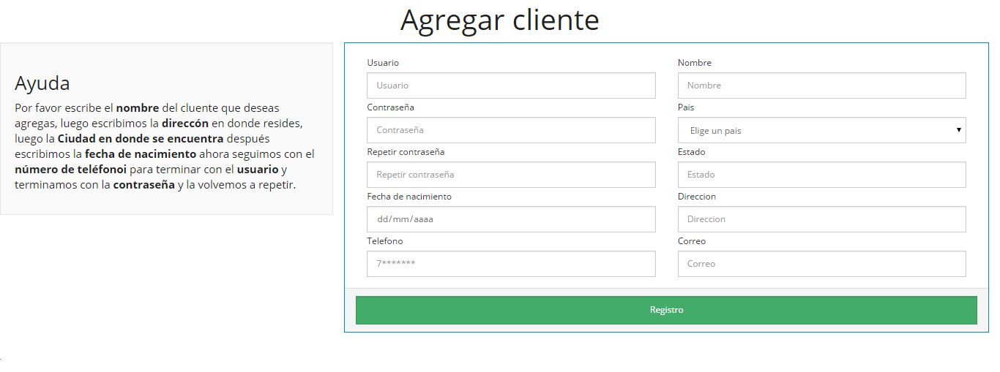 Agregar cliente
Ayuda
Por favor escribe el nombre del cluente que deseas
agregas, luego escribimos la direccón en donde resides,
luego la Ciudad en donde se encuentra después
escribimos la fecha de nacimiento ahora seguimos con el
número de teléfonoi para terminar con el usuario y
terminamos con la contraseña y la volvemos a repetir.
Usuario
Usuario
Contraseña
Contraseña
Repetir contraseña
Repetir contraseña
Fecha de nacimiento
dd/mm/aaaa
Telefono
7*******
Nombre
Nombre
Pais
Elige un pais
Estado
Estado
Direccion
Direccion
Correo
Correo
Registro